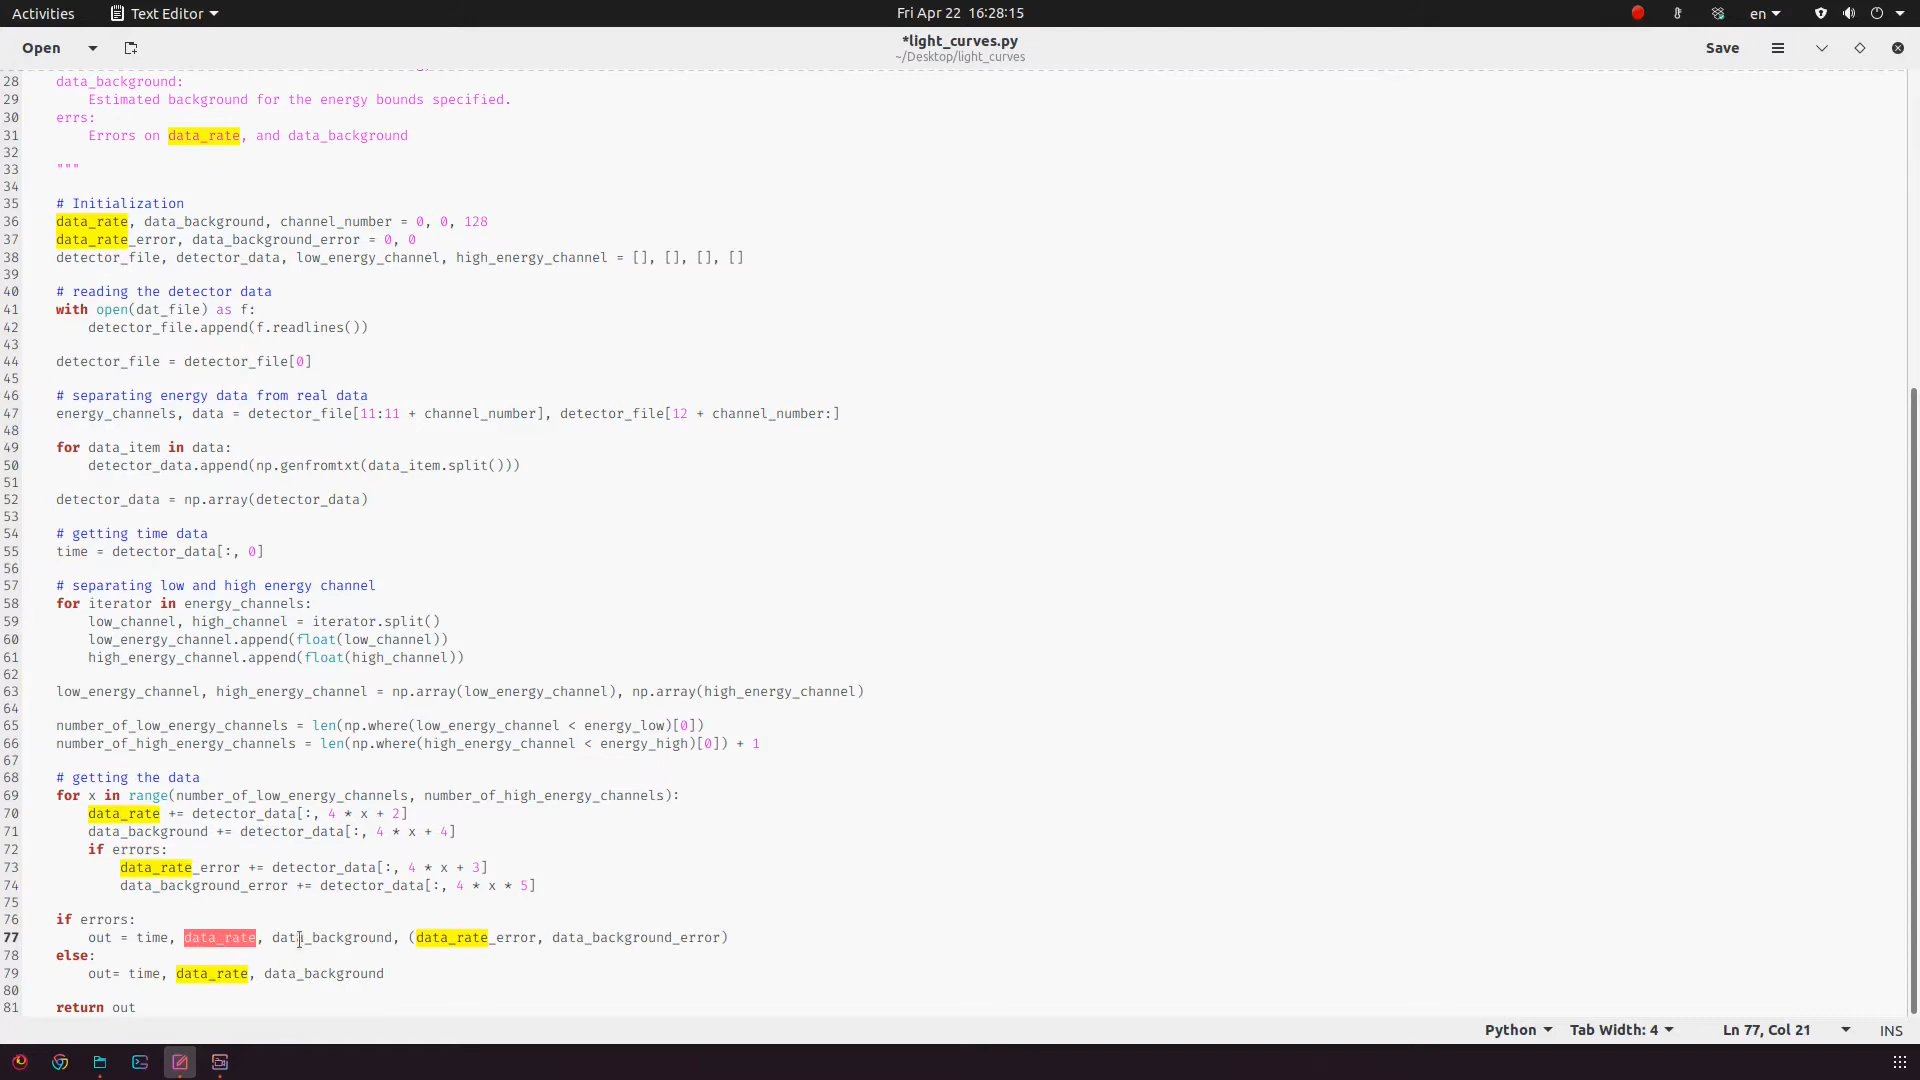 Activities Text Editor Fri Apr 22 16:28:15 en
Open *light_curves.py Save
~/Desktop/light_curves
28 data_background:
29 Estimated background for the energy bounds specified.
30 errs:
31 Errors on data_rate, and data_background
32
33 """
34
35 # Initialization
36 data_rate, data_background, channel_number = 0, 0, 128
37 data_rate_error, data_background_error = 0, 0
38 detector_file, detector_data, low_energy_channel, high_energy_channel = [], [], [], []
39
40 # reading the detector data
41 with open(dat_file) as f:
42 detector_file.append(f.readlines())
43
44 detector_file = detector_file[0]
45
46 # separating energy data from real data
47 energy_channels, data = detector_file[11:11 + channel_number], detector_file[12 + channel_number:]
48
49 for data_item in data:
50 detector_data.append(np.genfromtxt(data_item.split()))
51
52 detector_data = np.array(detector_data)
53
54 # getting time data
55 time = detector_data[:, 0]
56
57 # separating low and high energy channel
58 for iterator in energy_channels:
59 low_channel, high_channel = iterator.split()
60 low_energy_channel.append(float(low_channel))
61 high_energy_channel.append(float(high_channel))
62
63 low_energy_channel, high_energy_channel = np.array(low_energy_channel), np.array(high_energy_channel)
64
65 number_of_low_energy_channels = len(np.where(low_energy_channel < energy_low)[0])
66 number_of_high_energy_channels = len(np.where(high_energy_channel < energy_high)[0]) + 1
67
68 # getting the data
69 for x in range(number_of_low_energy_channels, number_of_high_energy_channels):
70 data_rate += detector_data[:, 4 * x + 2]
71 data_background += detector_data[:, 4 * x + 4]
72 if errors:
73 data_rate_error += detector_data[:, 4 * x + 3]
74 data_background_error += detector_data[:, 4 * x * 5]
75
76 if errors:
77 out = time, data_rate, data_background, (data_rate_error, data_background_error)
78 else:
79 out= time, data_rate, data_background
80
81 return out
Python Tab Width: 4 Ln 77, Col 21 INS